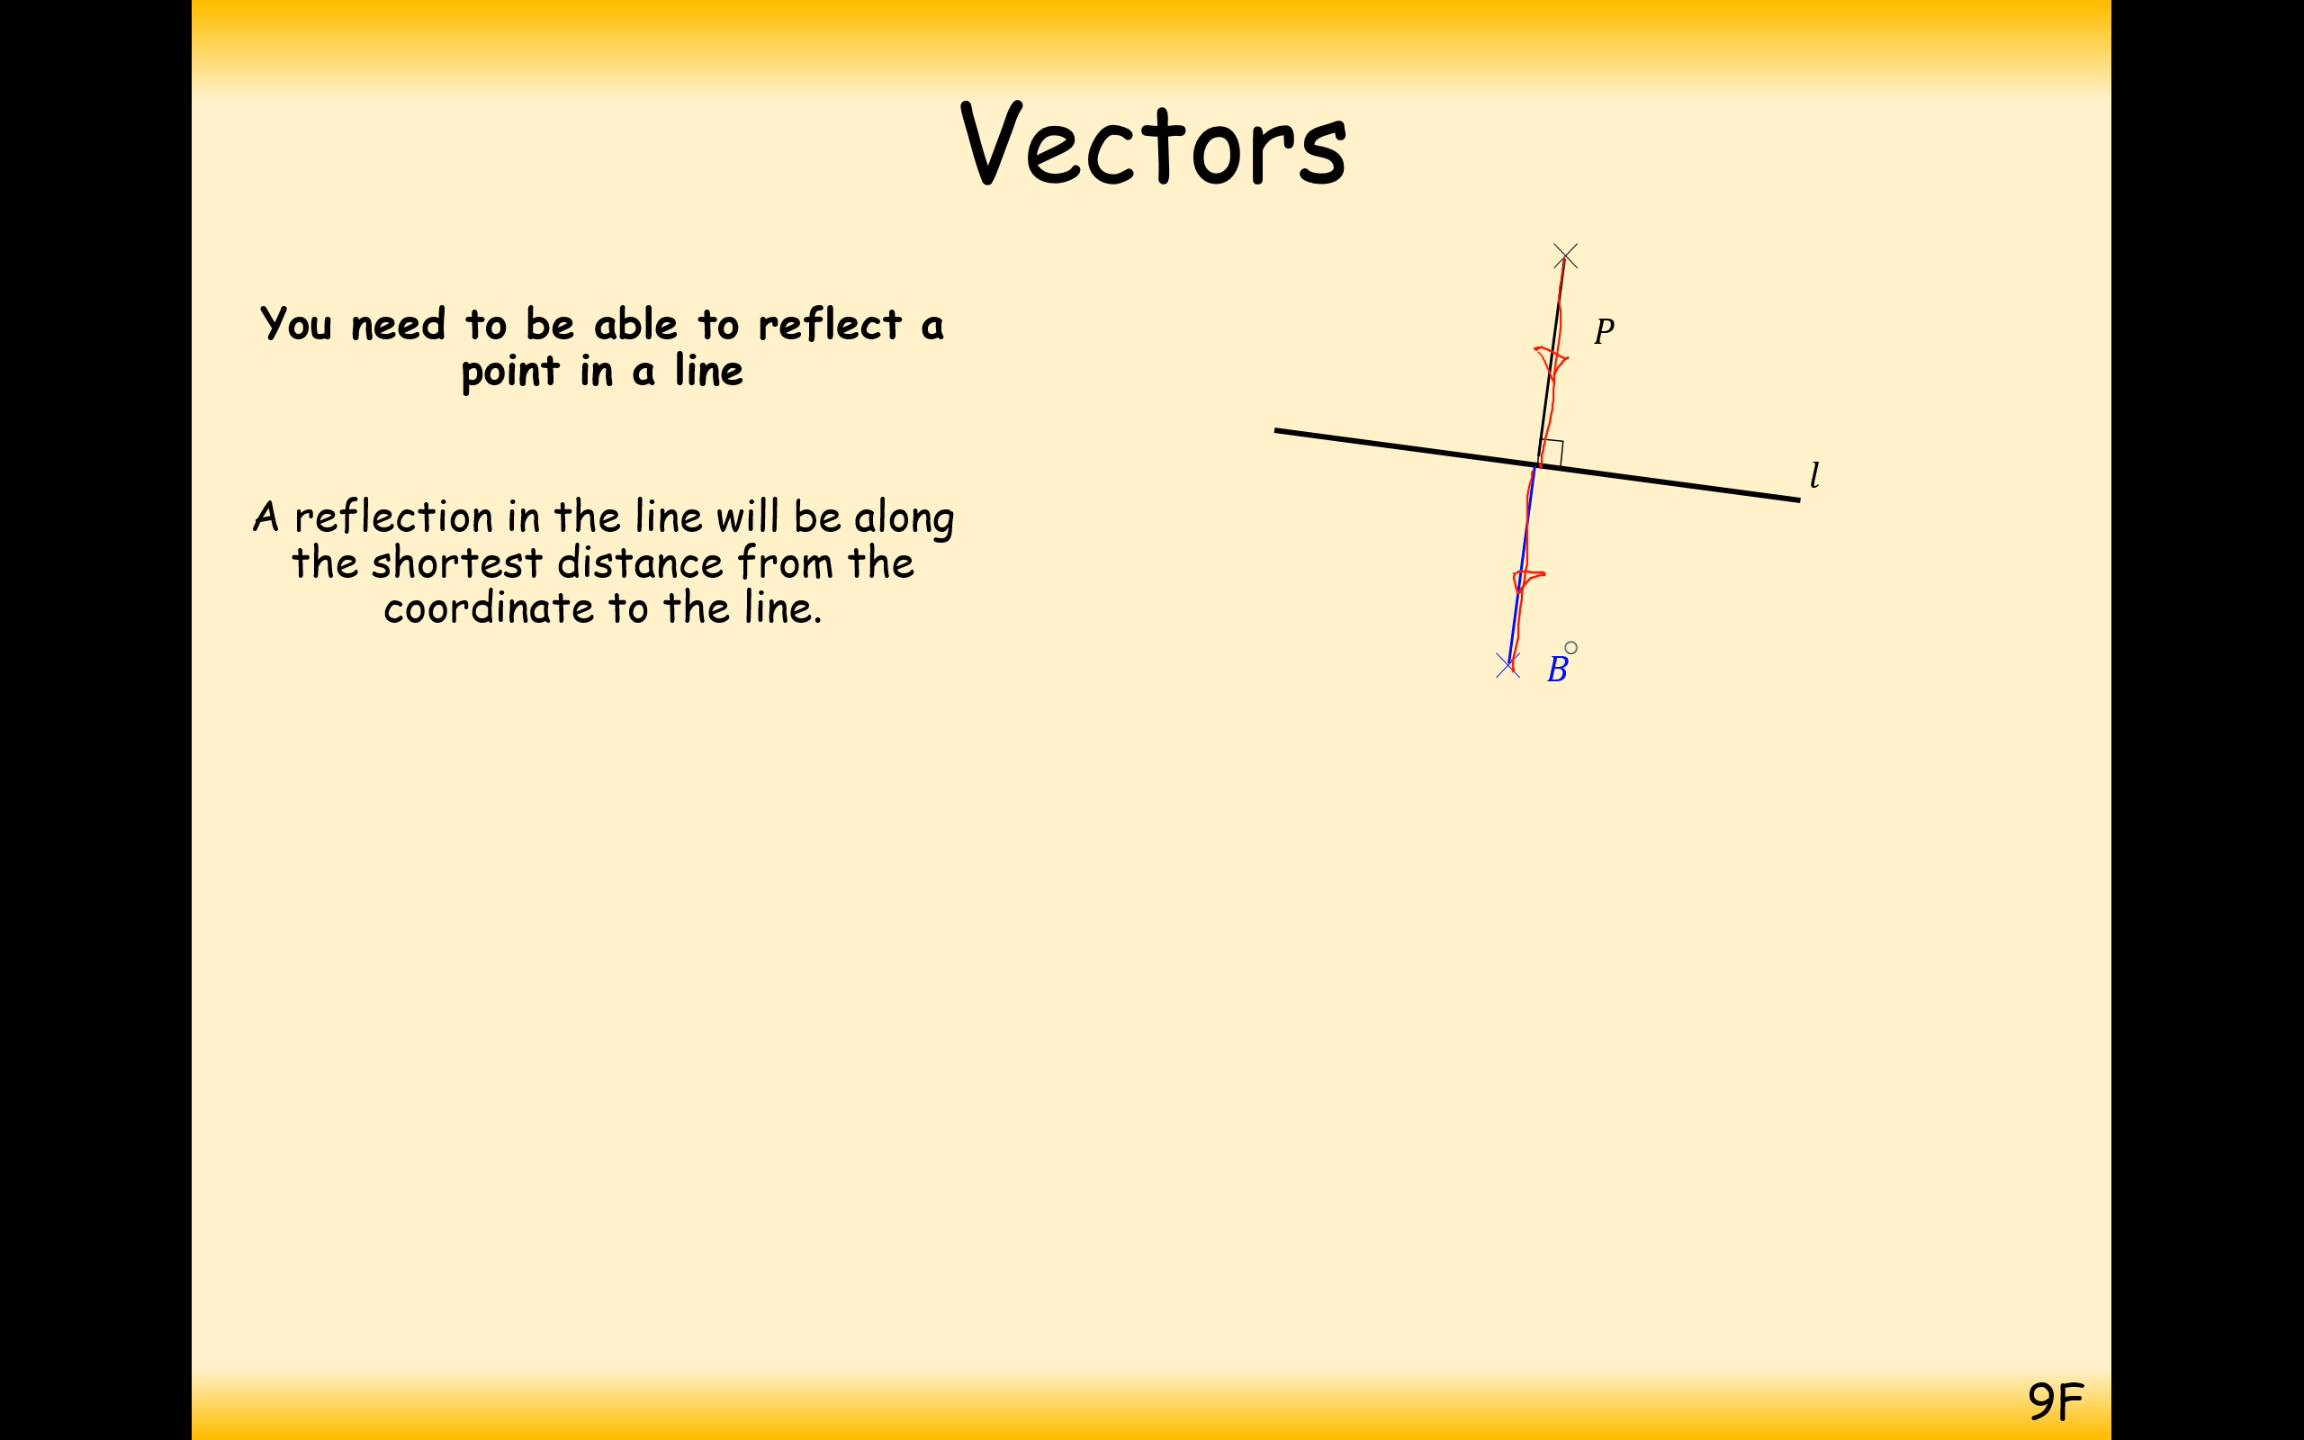 Vectors
You need to be able to reflect a
point in a line
A reflection in the line will be along
the shortest distance from the
coordinate to the line.
P
l
B
9F